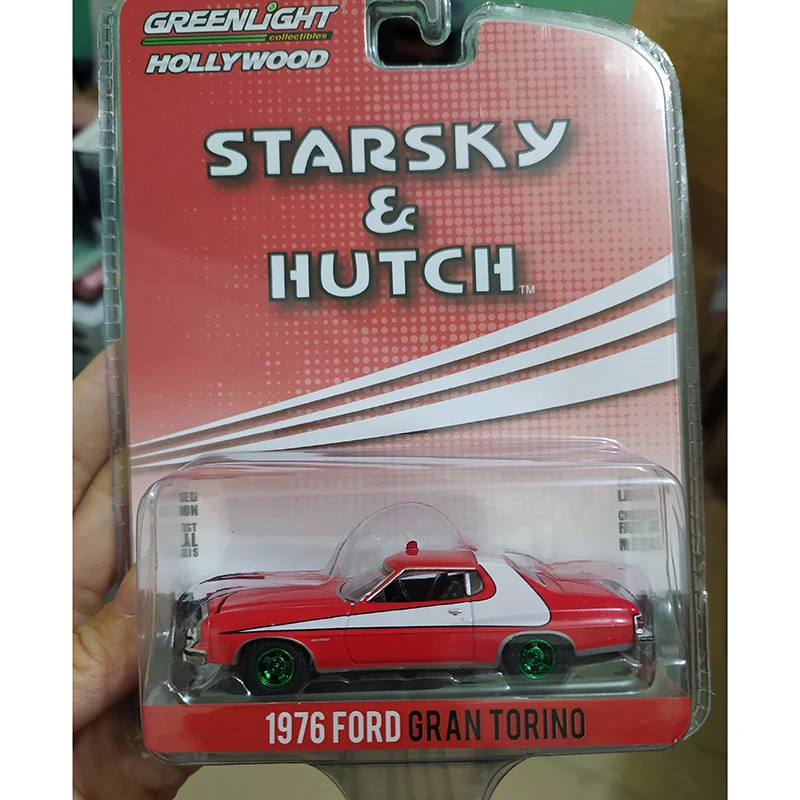 GREENLIGHT
collectibles
HOLLYWOOD
STARSKY
&
HUTCH™
1976 FORD GRAN TORINO